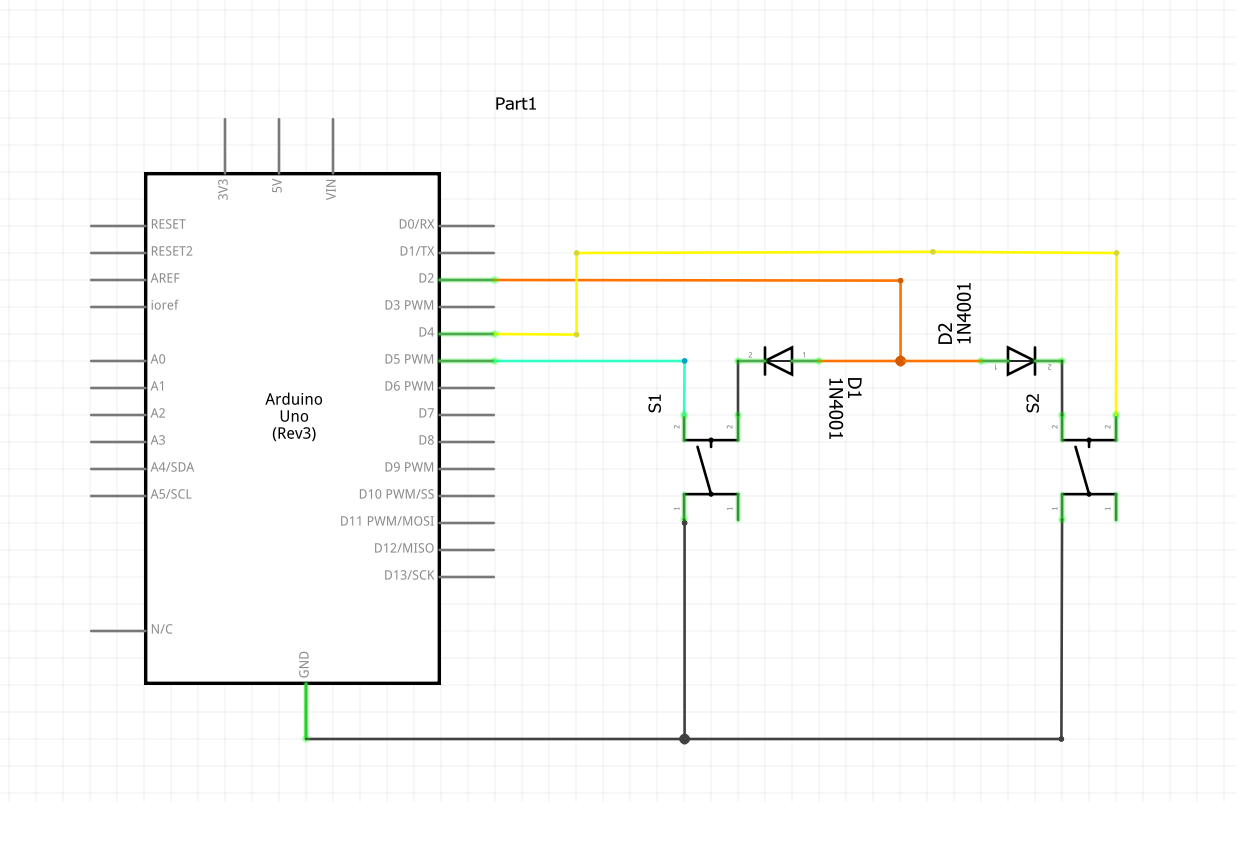 Part1
3V3
5V
VIN
RESET
RESET2
AREF
ioref
A0
A1
A2
A3
A4/SDA
A5/SCL
N/C
Arduino
Uno
(Rev3)
D0/RX
D1/TX
D2
D3 PWM
D4
D5 PWM
D6 PWM
D7
D8
D9 PWM
D10 PWM/SS
D11 PWM/MOSI
D12/MISO
D13/SCK
GND
S1
2
2
1
1
2
1
D1
1N4001
D2
1N4001
1
2
S2
2
2
1
1